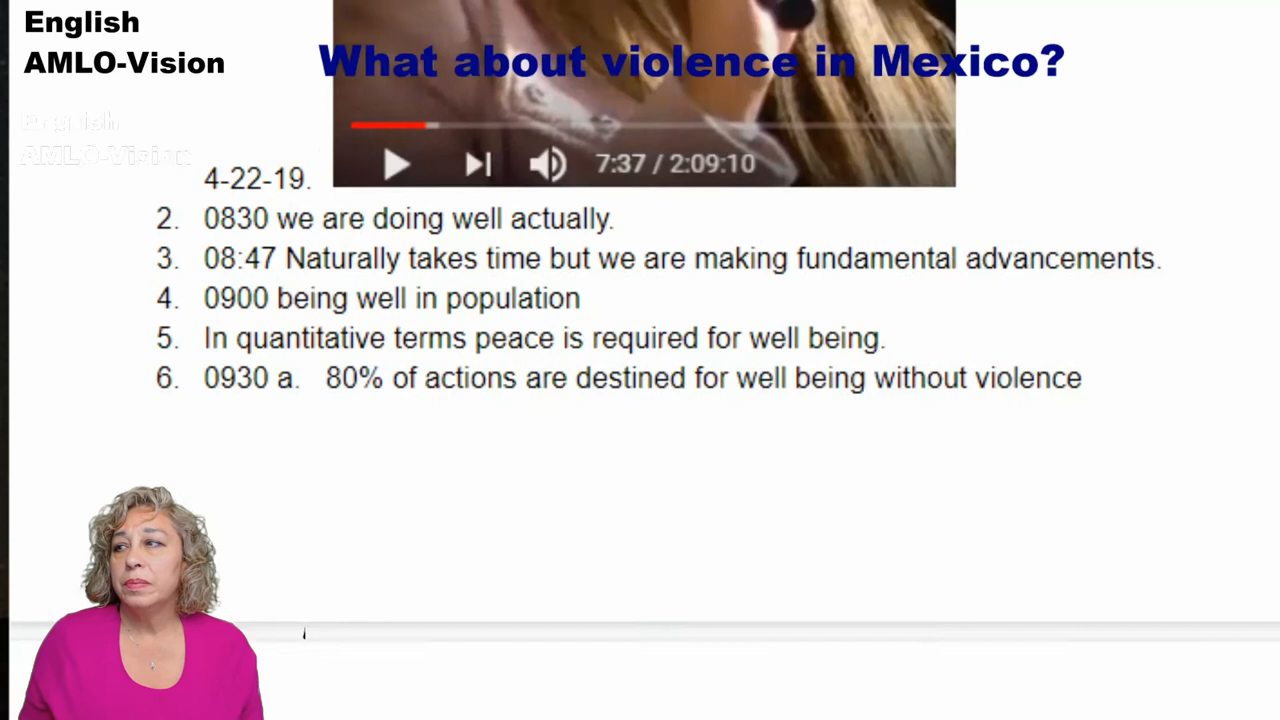 English
AMLO-Vision
What about violence in Mexico?
English
AMLO-Vision
7:37 / 2:09:10
4-22-19.
2. 0830 we are doing well actually.
3. 08:47 Naturally takes time but we are making fundamental advancements.
4. 0900 being well in population
5. In quantitative terms peace is required for well being.
6. 0930 a. 80% of actions are destined for well being without violence